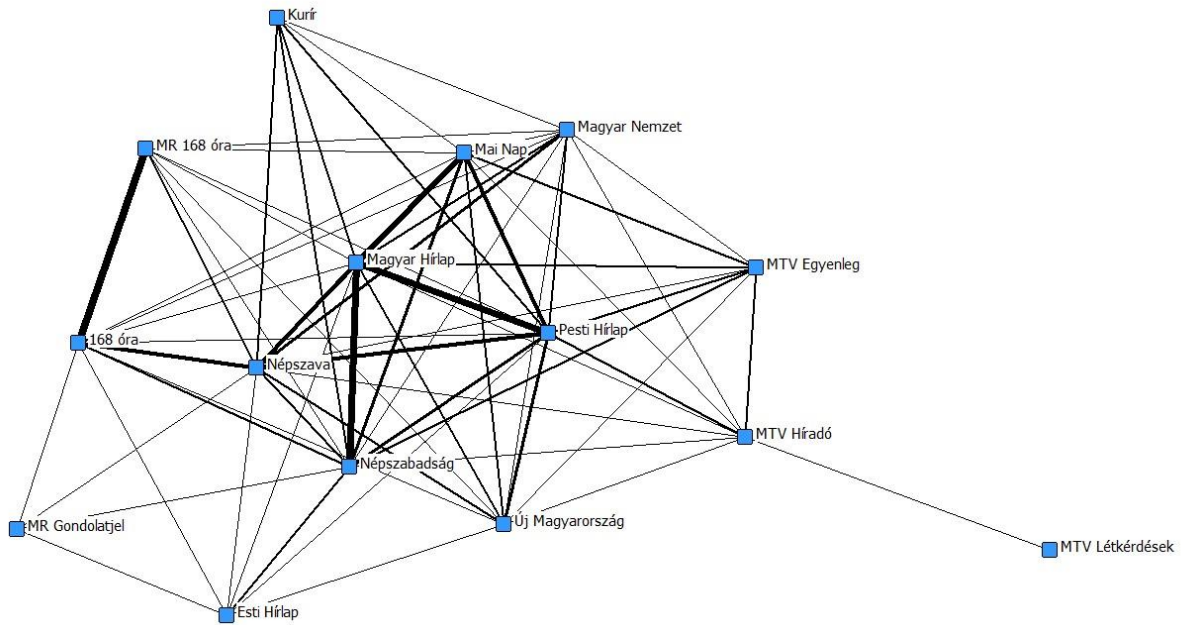 Kurír
Magyar Nemzet
MR 168 óra
Mai Nap
Magyar Hírlap
MTV Egyenleg
Pesti Hírlap
168 óra
Népszava
MTV Híradó
Népszabadság
Új Magyarország
MR Gondolatjel
MTV Létkérdések
Esti Hírlap